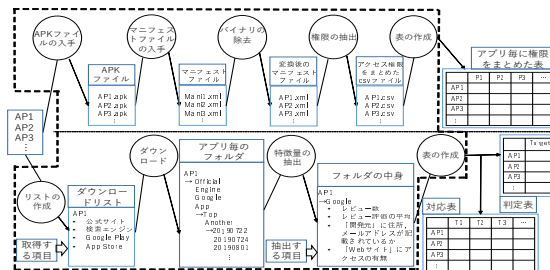 APKファイ
ルの入手
マニフェス
トファイル
の入手
バイナリ
の除去
権限の抽出
表の作成
APK
ファイル
AP1.apk
AP2.apk
AP3.apk
⋮
マニフェスト
ファイル
Mani1.xml
Mani2.xml
Mani3.xml
⋮
変換後の
マニフェスト
ファイル
AP1.xml
AP2.xml
AP3.xml
⋮
アクセス権限
をまとめた
csvファイル
AP1.csv
AP2.csv
AP3.csv
⋮
アプリ毎に権限
をまとめた表
P1 P2 P3 …
AP1
AP2
AP3
⋮
AP1
AP2
AP3
⋮
リスト
の作成
ダウンロー
ドリスト
AP1
・ 公式サイト
・ 検索エンジン
・ Google Play
・ App Store
取得す
る項目
ダウン
ロード
アプリ毎の
フォルダ
AP1
→Official
Engine
Google
App
→Top
Another
→20190722
20190724
20190801
⋮
特徴量の
抽出
フォルダの中身
AP1
→Google
・ レビュー数
・ レビュー評価の平均
・ 「開発元」に住所,
メールアドレスが記
載されているか
・ 「Webサイト」にア
クセスの有無
抽出す
る項目
表の作成
対応表
T1 T2 T3 …
AP1
AP2
AP3
⋮
Target
AP1
AP2
AP3
⋮
判定表